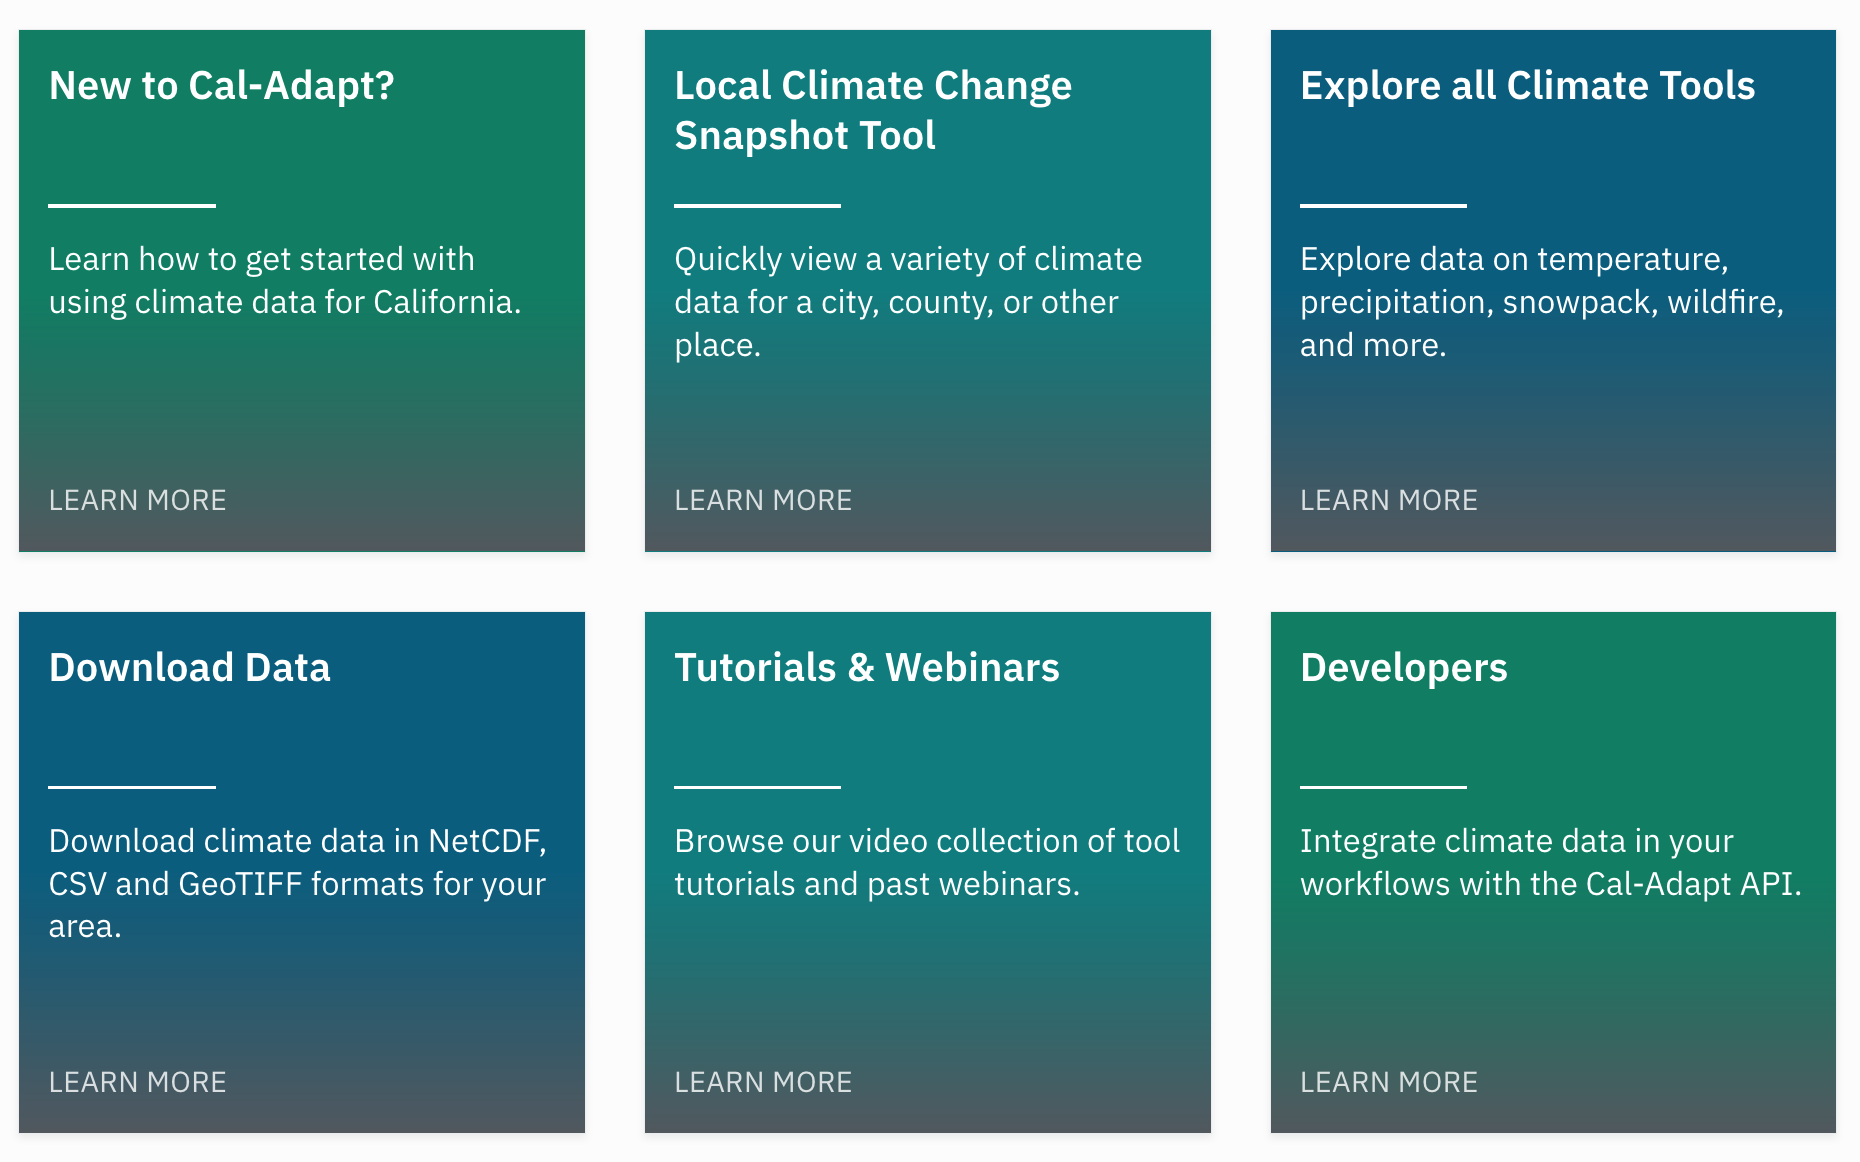 New to Cal-Adapt?
Learn how to get started with
using climate data for California.
LEARN MORE
Local Climate Change
Snapshot Tool
Quickly view a variety of climate
data for a city, county, or other
place.
LEARN MORE
Explore all Climate Tools
Explore data on temperature,
precipitation, snowpack, wildfire,
and more.
LEARN MORE
Download Data
Download climate data in NetCDF,
CSV and GeoTIFF formats for your
area.
LEARN MORE
Tutorials & Webinars
Browse our video collection of tool
tutorials and past webinars.
LEARN MORE
Developers
Integrate climate data in your
workflows with the Cal-Adapt API.
LEARN MORE